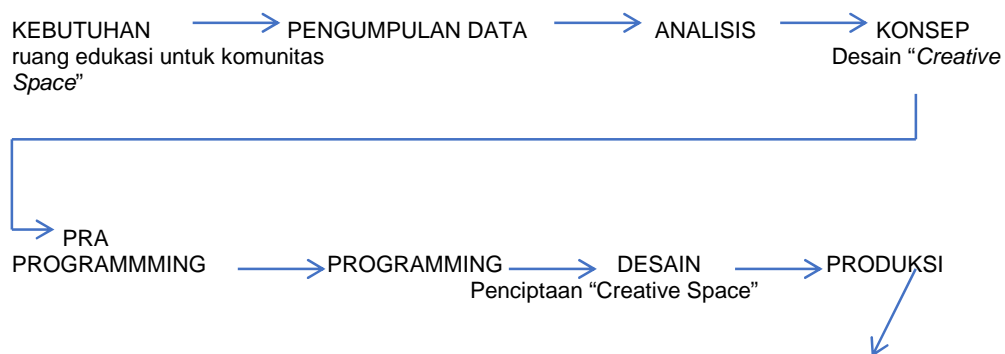 KEBUTUHAN PENGUMPULAN DATA ANALISIS KONSEP
ruang edukasi untuk komunitas Desain “Creative
Space”
PRA
PROGRAMMMING PROGRAMMING DESAIN PRODUKSI
Penciptaan “Creative Space”